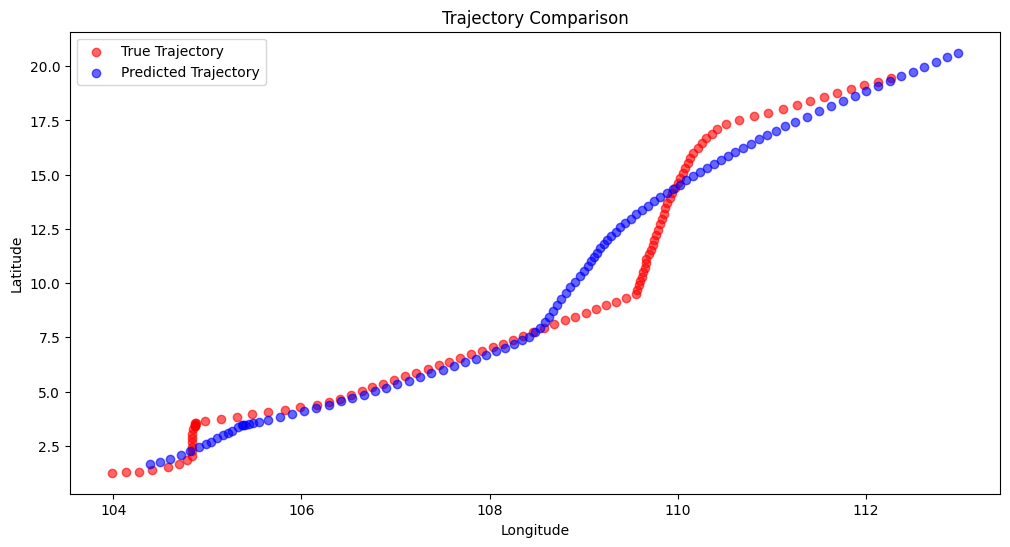 Trajectory Comparison
True Trajectory
Predicted Trajectory
20.0
17.5
15.0
12.5
10.0
7.5
5.0
2.5
Latitude
104 106 108 110 112
Longitude